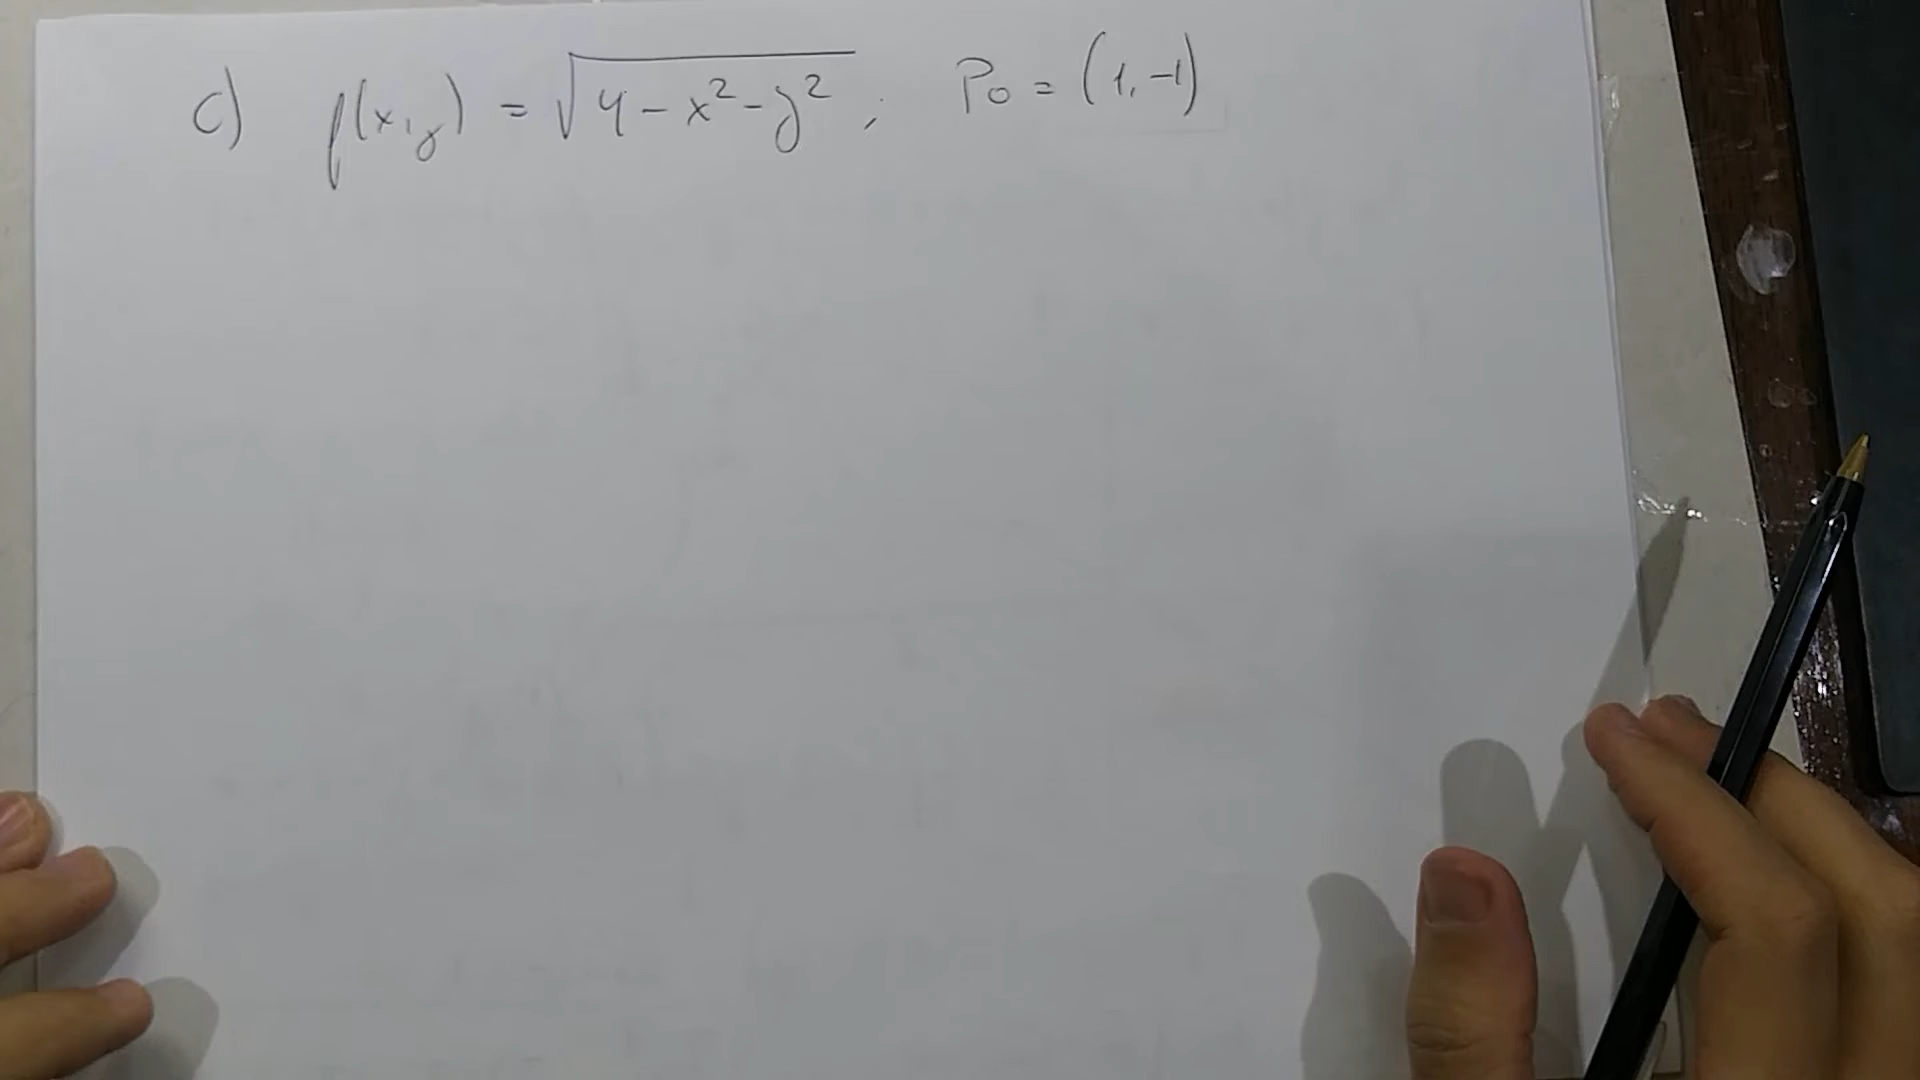 c) f(x,y) = √(4-x²-y²) ; P₀ = (1,-1)